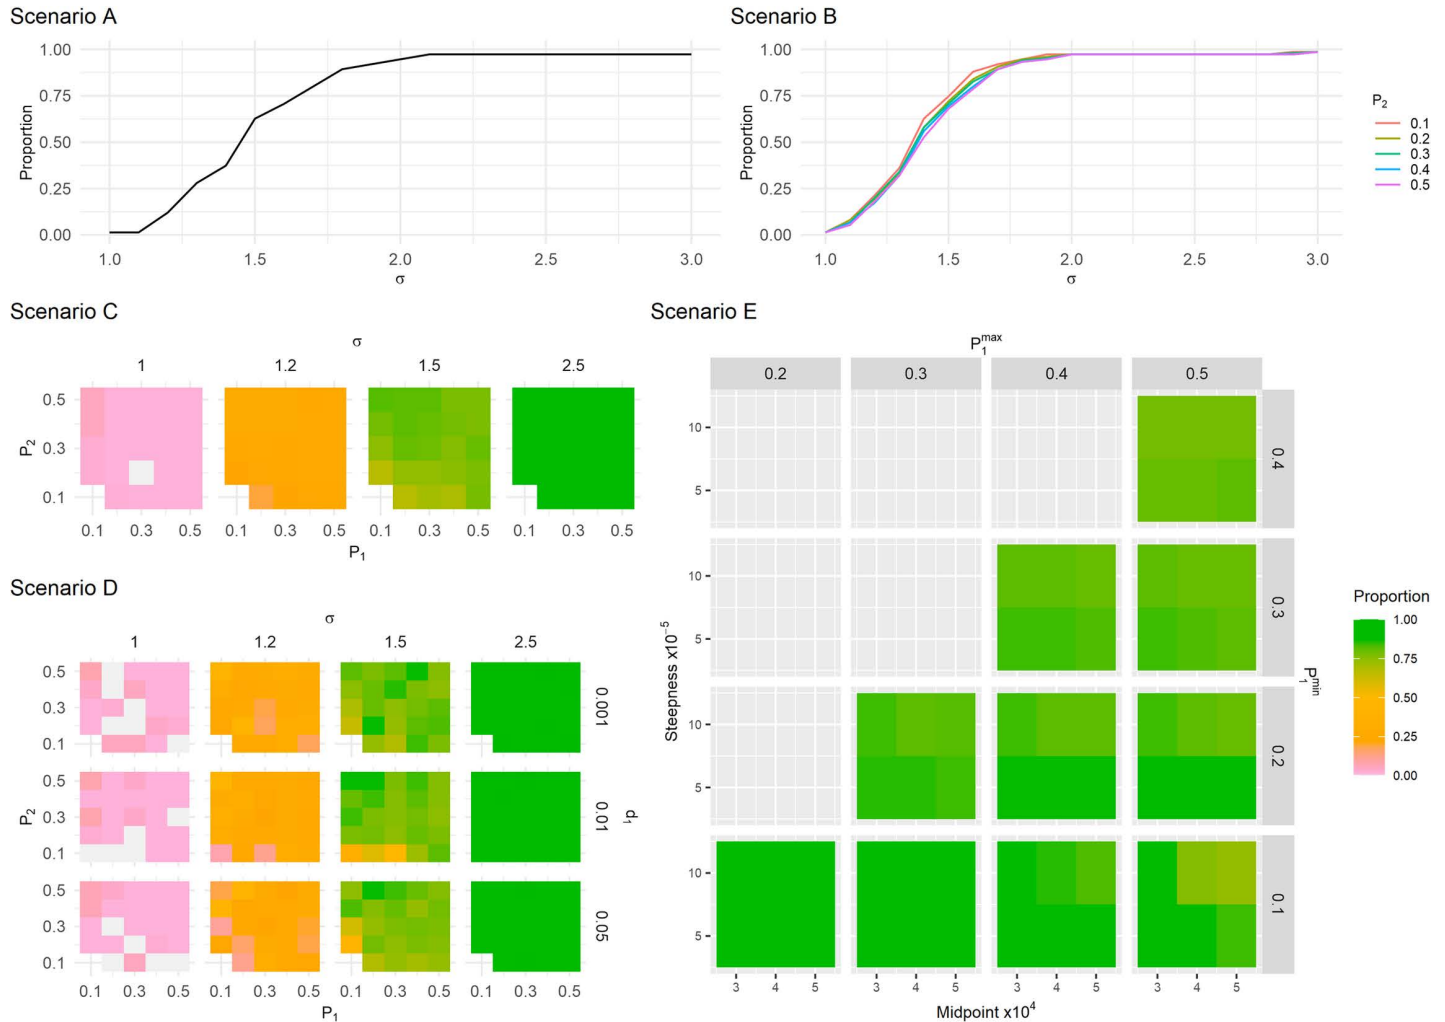 Scenario A
1.00
0.75
0.50
0.25
0.00
Proportion
1.0 1.5 2.0 2.5 3.0
σ
Scenario B
1.00
0.75
0.50
0.25
0.00
Proportion
1.0 1.5 2.0 2.5 3.0
σ
P₂
0.1
0.2
0.3
0.4
0.5
Scenario C
σ
1 1.2 1.5 2.5
0.5
0.3
0.1
P₂
0.1 0.3 0.5 0.1 0.3 0.5 0.1 0.3 0.5 0.1 0.3 0.5
P₁
Scenario D
σ
1 1.2 1.5 2.5
0.5
0.3
0.1
0.001
0.5
0.3
0.1
0.01
0.5
0.3
0.1
0.05
P₂
d₁
0.1 0.3 0.5 0.1 0.3 0.5 0.1 0.3 0.5 0.1 0.3 0.5
P₁
Scenario E
P₁ᵐᵃˣ
0.2 0.3 0.4 0.5
10
5
0.4
10
5
0.3
10
5
0.2
10
5
0.1
Steepness x10⁻⁵
P₁ᵐⁱⁿ
3 4 5 3 4 5 3 4 5 3 4 5
Midpoint x10⁴
Proportion
1.00
0.75
0.50
0.25
0.00